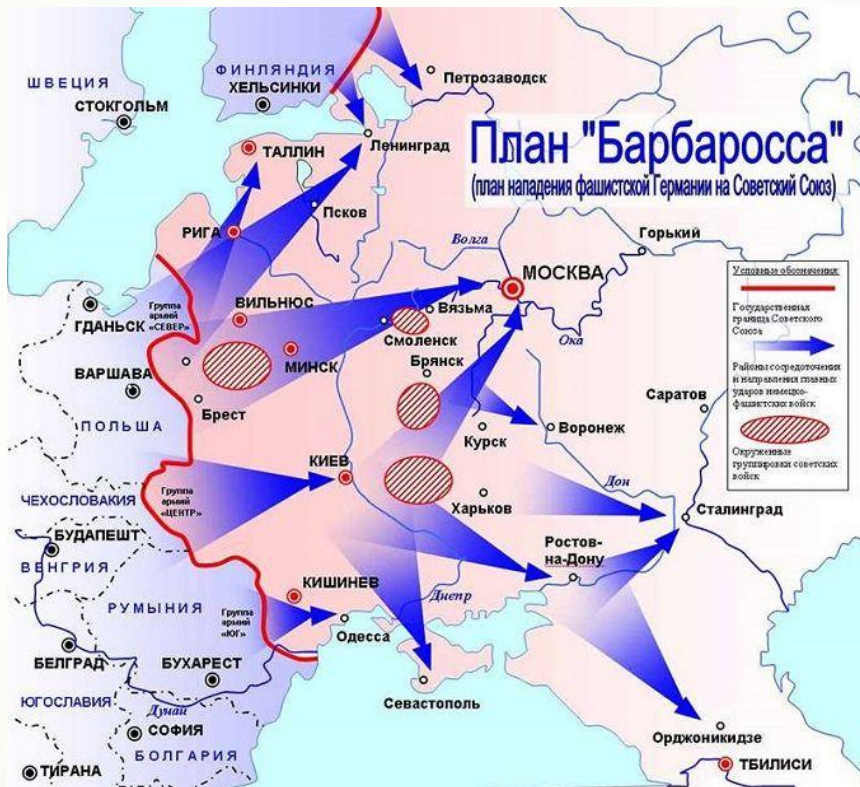 План "Барбаросса"
(план нападения фашистской Германии на Советский Союз)
ШВЕЦИЯ
ФИНЛЯНДИЯ
СТОКГОЛЬМ
ХЕЛЬСИНКИ
Петрозаводск
Ленинград
ТАЛЛИН
Псков
РИГА
Волга
Горький
МОСКВА
Условные обозначения:
Государственная
граница Советского
Союза
Районы сосредоточения
и направления главных
ударов немецко-
фашистских войск
Окруженные
группировки советских
войск
ГДАНЬСК
Группа
армий
«СЕВЕР»
ВИЛЬНЮС
Вязьма
Смоленск
Ока
МИНСК
Брянск
ВАРШАВА
Брест
Саратов
ПОЛЬША
Курск
Воронеж
КИЕВ
Дон
ЧЕХОСЛОВАКИЯ
Группа
армий
«ЦЕНТР»
Харьков
Сталинград
БУДАПЕШТ
ВЕНГРИЯ
Ростов-
на-Дону
КИШИНЕВ
Днепр
РУМЫНИЯ
Группа
армий
«ЮГ»
Одесса
БЕЛГРАД
БУХАРЕСТ
Севастополь
ЮГОСЛАВИЯ
Дунай
СОФИЯ
Орджоникидзе
БОЛГАРИЯ
ТИРАНА
ТБИЛИСИ